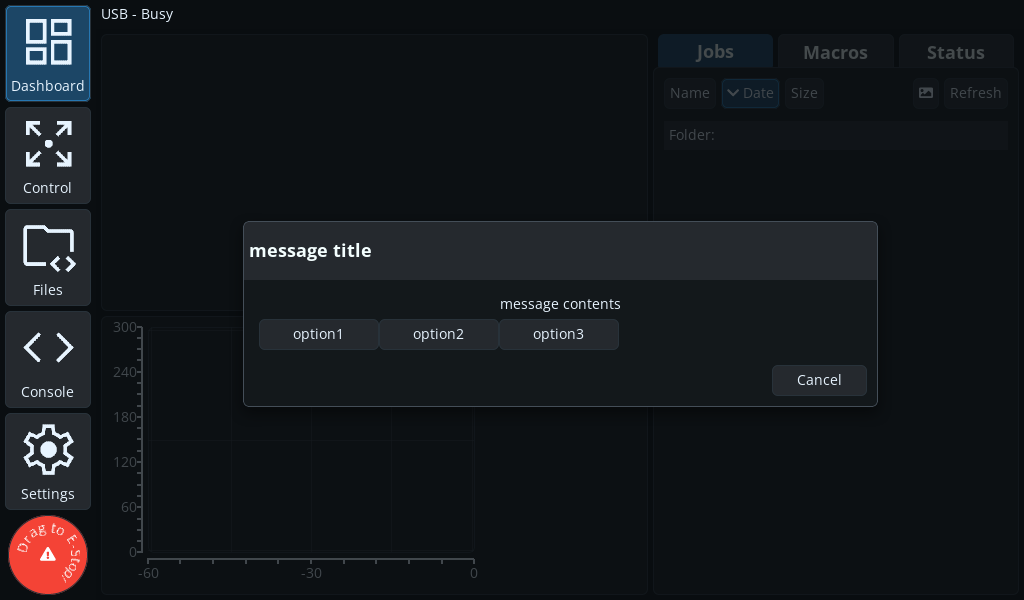 USB - Busy
Dashboard
Control
Files
Console
Settings
Drag to E-Stop!
Jobs Macros Status
Name Date Size Refresh
Folder:
message title
message contents
option1 option2 option3
Cancel
300
240
180
120
60
0
-60 -30 0